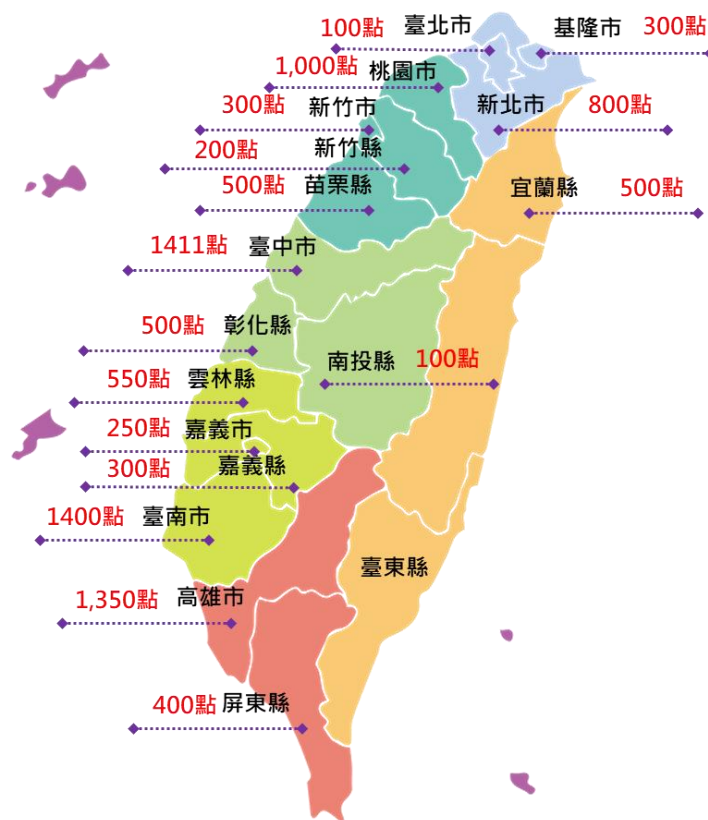 100點 臺北市
基隆市 300點
1,000點 桃園市
300點 新竹市
新北市 800點
200點 新竹縣
500點 苗栗縣
宜蘭縣 500點
1411點 臺中市
500點 彰化縣
南投縣 100點
550點 雲林縣
250點 嘉義市
300點 嘉義縣
1400點 臺南市
臺東縣
1,350點 高雄市
400點 屏東縣